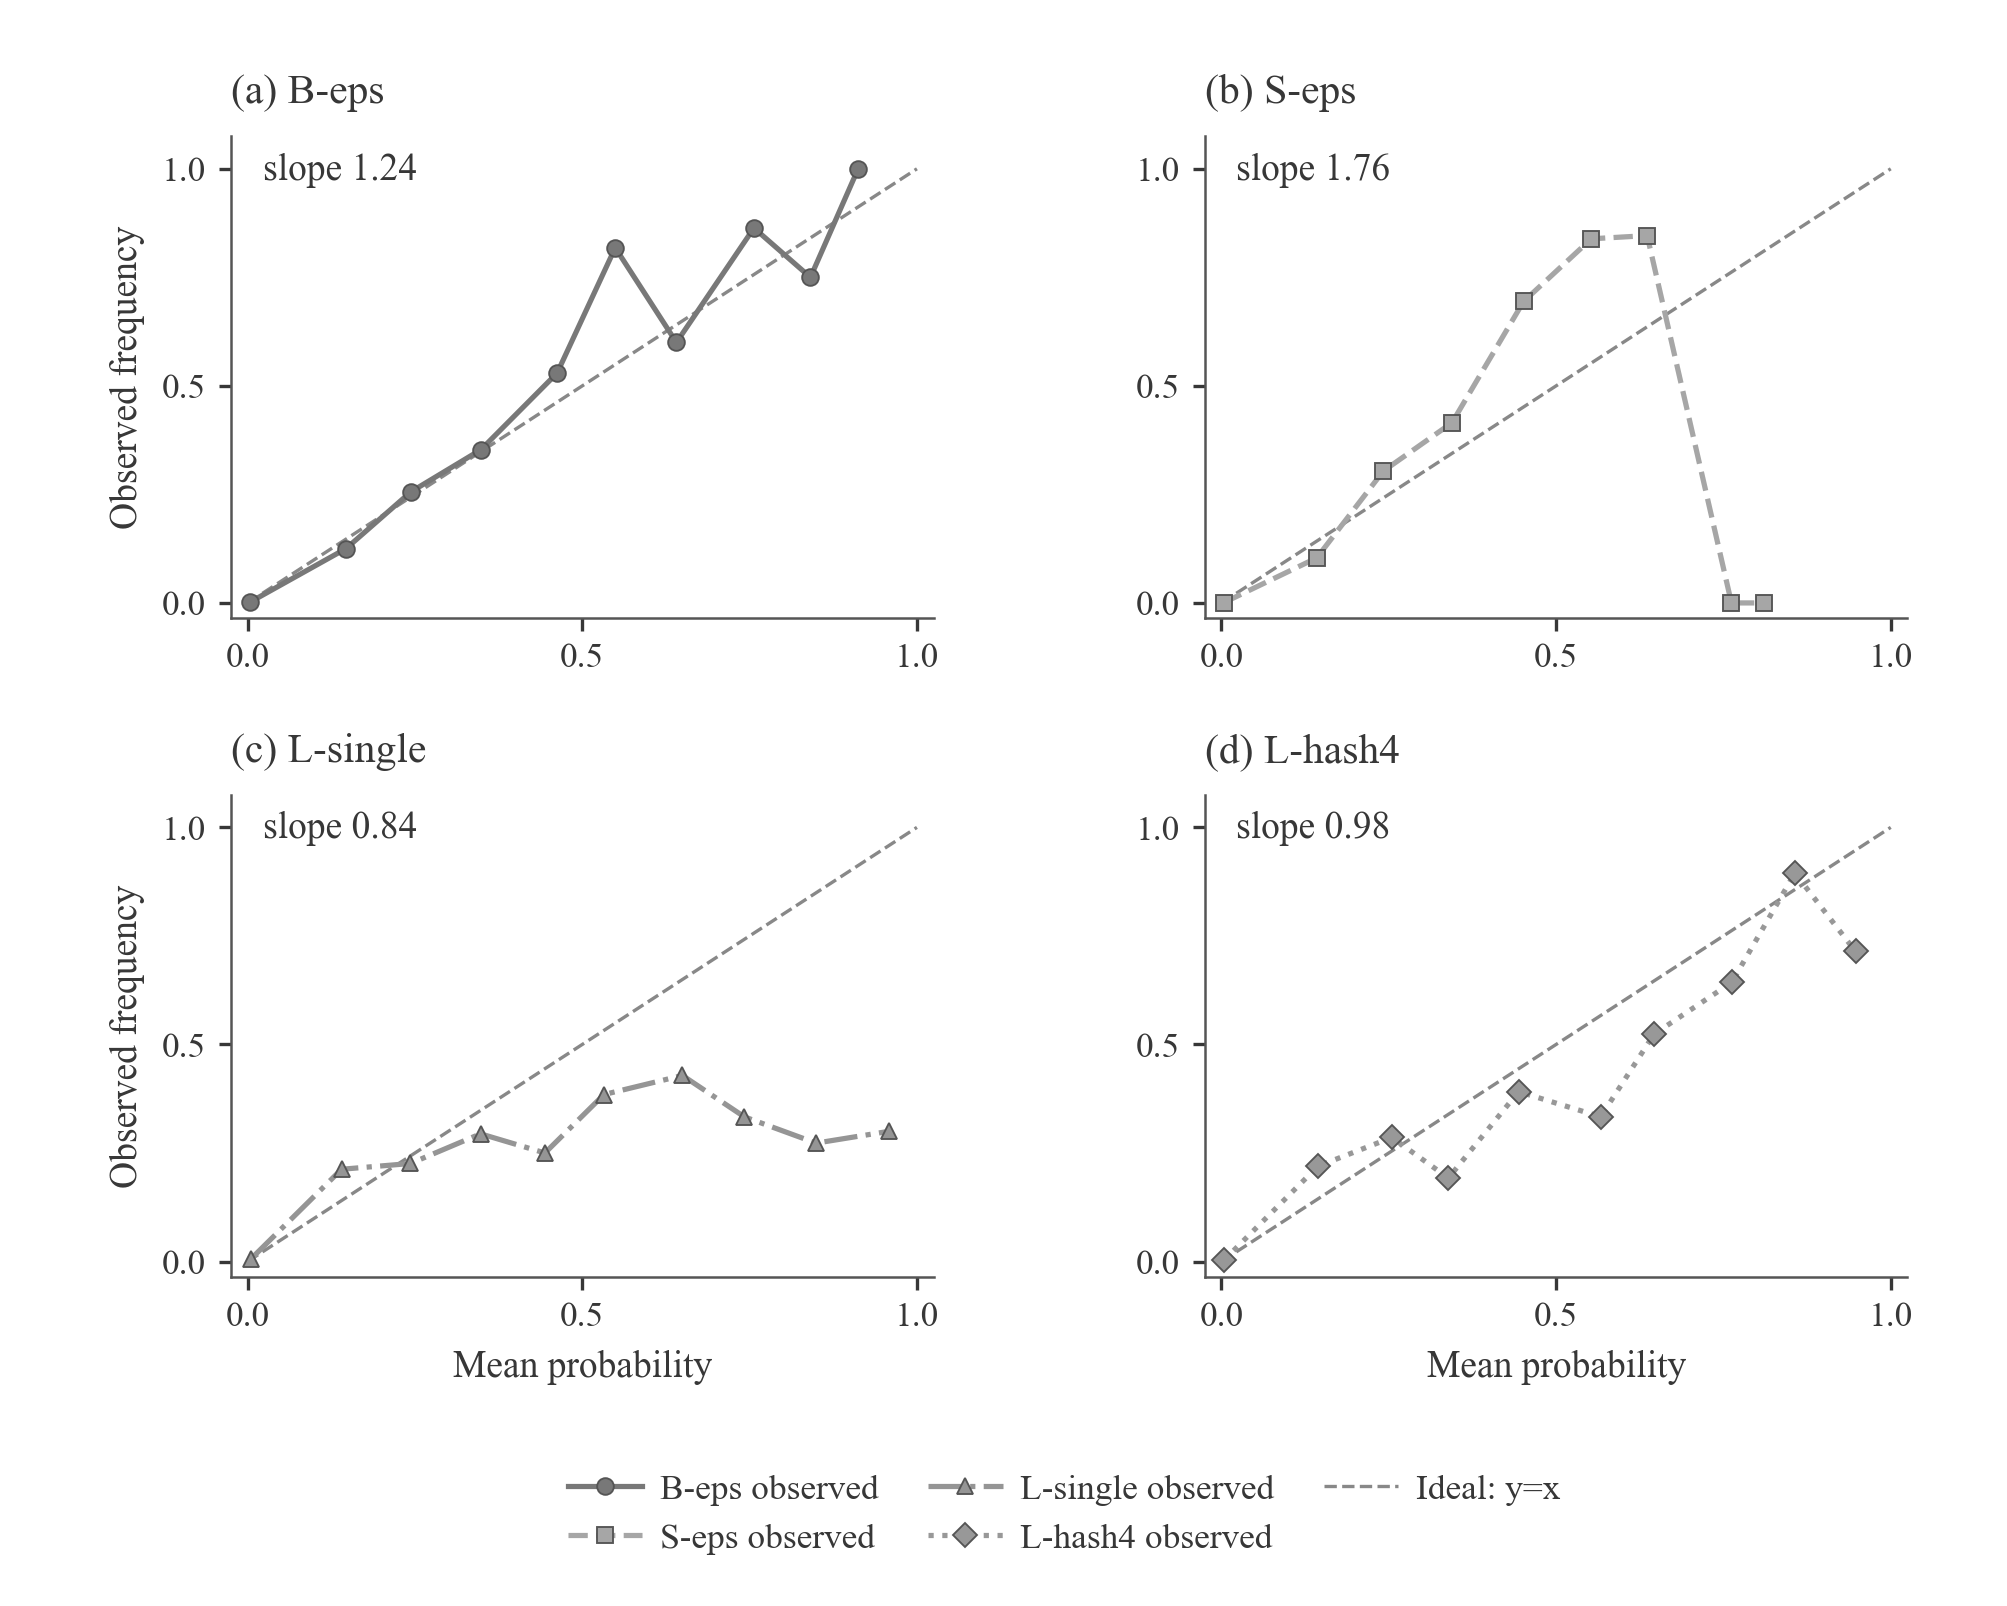 (a) B-eps
slope 1.24
Observed frequency
1.0
0.5
0.0
0.0 0.5 1.0
(b) S-eps
slope 1.76
1.0
0.5
0.0
0.0 0.5 1.0
(c) L-single
slope 0.84
Observed frequency
1.0
0.5
0.0
0.0 0.5 1.0
Mean probability
(d) L-hash4
slope 0.98
1.0
0.5
0.0
0.0 0.5 1.0
Mean probability
B-eps observed
S-eps observed
L-single observed
L-hash4 observed
Ideal: y=x